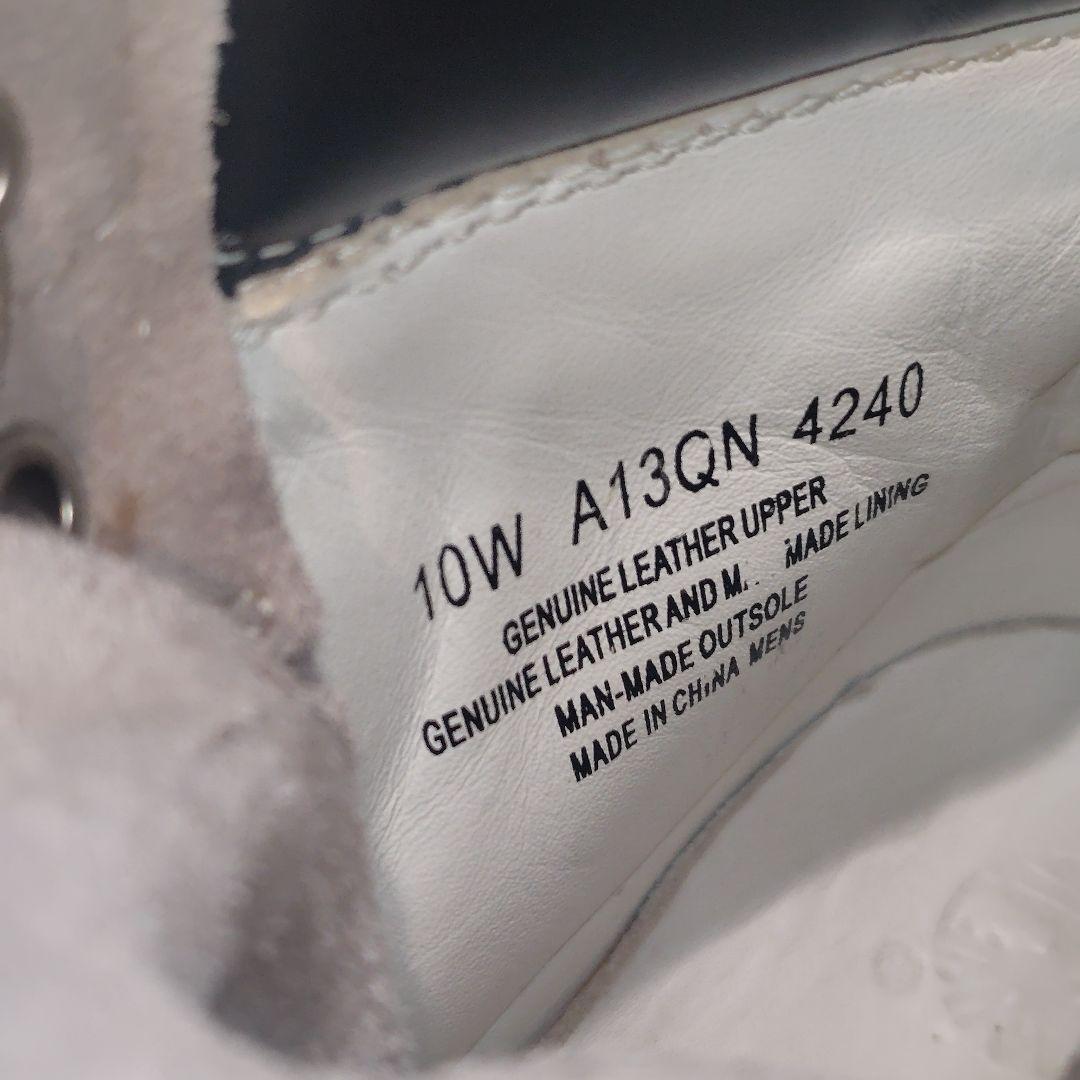 10W A13QN 4240
GENUINE LEATHER UPPER
GENUINE LEATHER AND MADE LINING
MAN-MADE OUTSOLE
MADE IN CHINA MENS